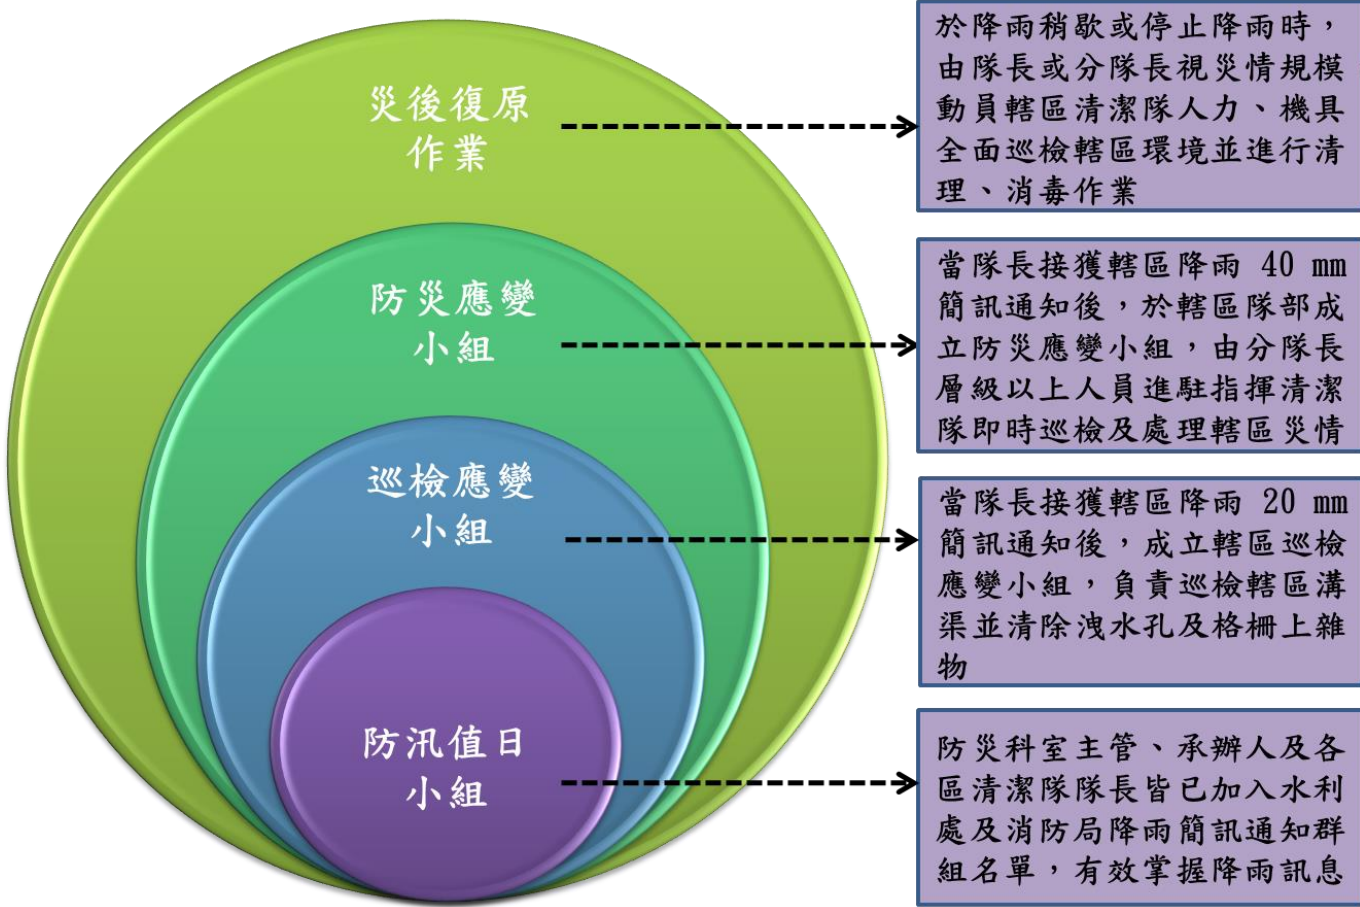 災後復原
作業
於降雨稍歇或停止降雨時，
由隊長或分隊長視災情規模
動員轄區清潔隊人力、機具
全面巡檢轄區環境並進行清
理、消毒作業
防災應變
小組
當隊長接獲轄區降雨 40 mm
簡訊通知後，於轄區隊部成
立防災應變小組，由分隊長
層級以上人員進駐指揮清潔
隊即時巡檢及處理轄區災情
巡檢應變
小組
當隊長接獲轄區降雨 20 mm
簡訊通知後，成立轄區巡檢
應變小組，負責巡檢轄區溝
渠並清除洩水孔及格柵上雜
物
防汛值日
小組
防災科室主管、承辦人及各
區清潔隊隊長皆已加入水利
處及消防局降雨簡訊通知群
組名單，有效掌握降雨訊息